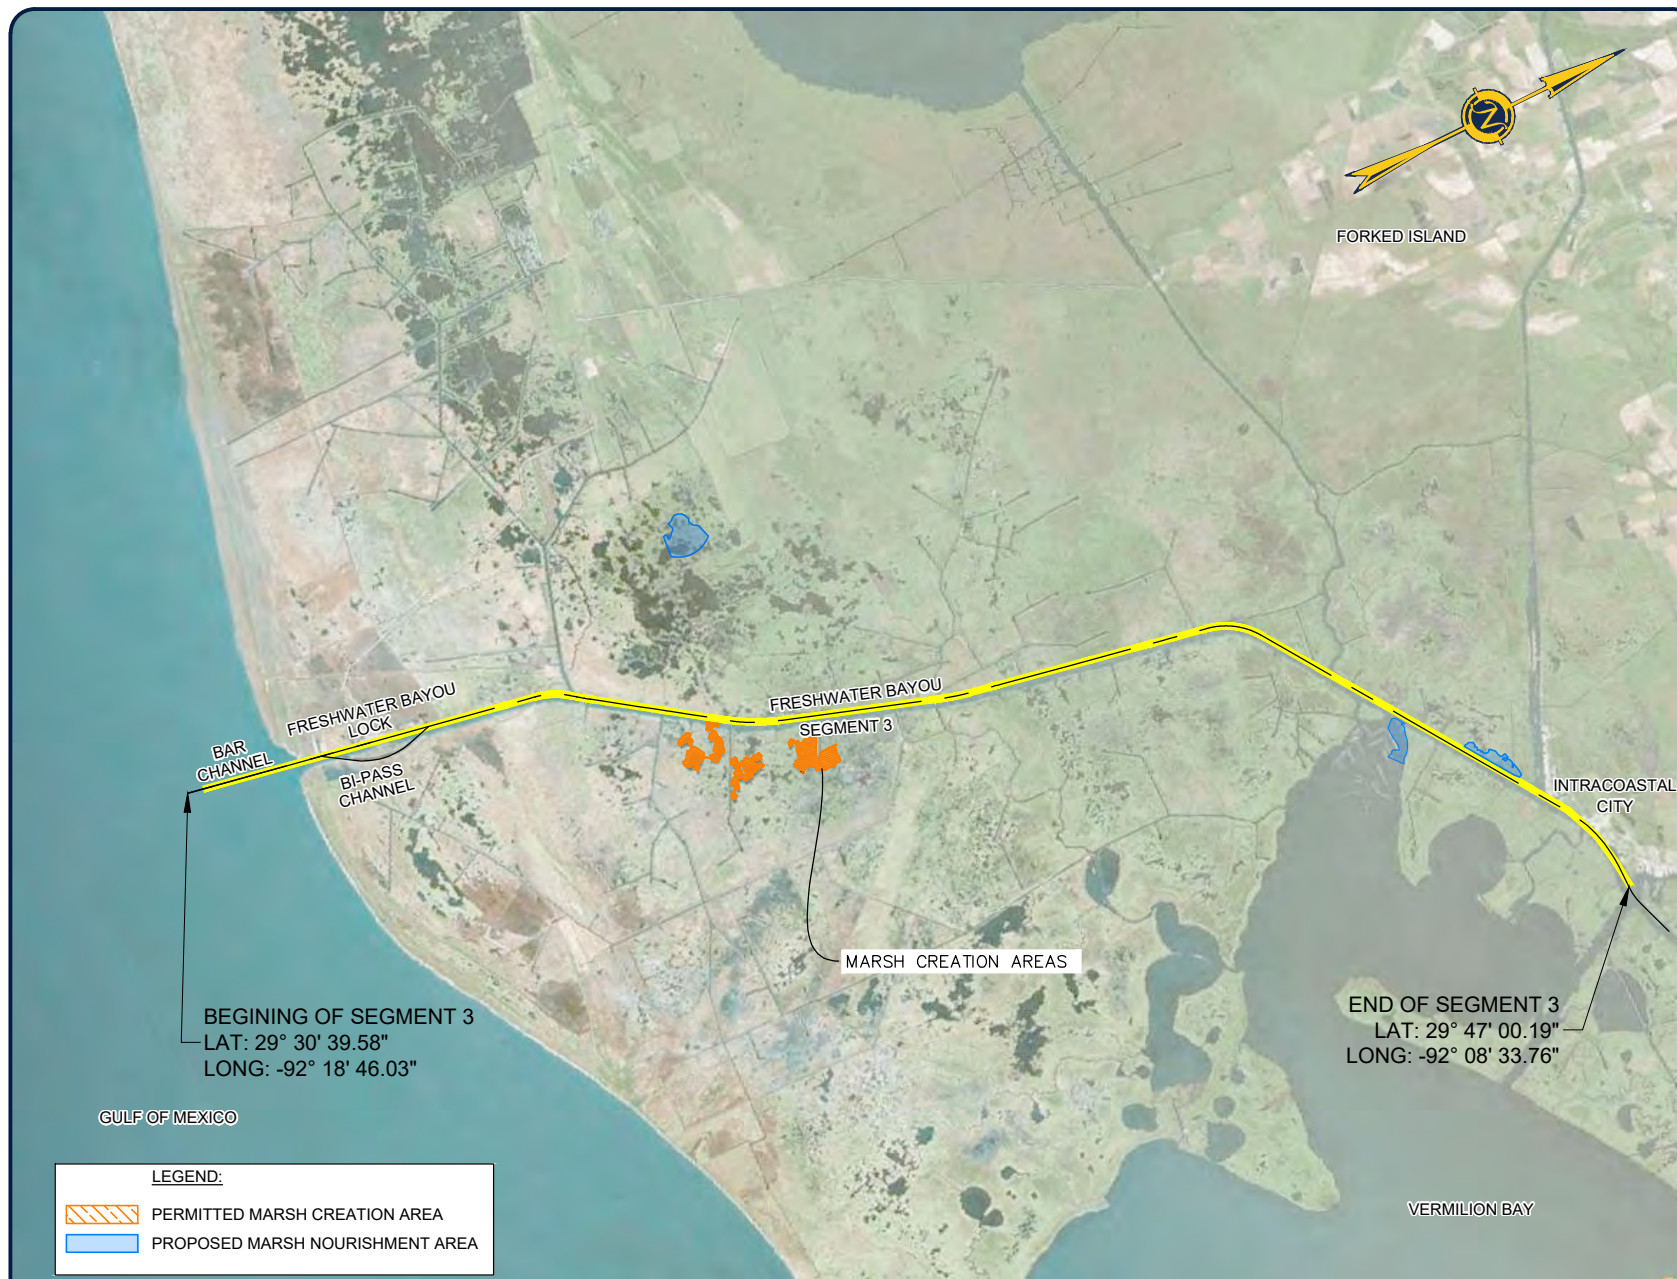 N
FORKED ISLAND
FRESHWATER BAYOU
LOCK
BAR
CHANNEL
BI-PASS
CHANNEL
FRESHWATER BAYOU
SEGMENT 3
INTRACOASTAL
CITY
MARSH CREATION AREAS
BEGINING OF SEGMENT 3
LAT: 29° 30' 39.58"
LONG: -92° 18' 46.03"
END OF SEGMENT 3
LAT: 29° 47' 00.19"
LONG: -92° 08' 33.76"
GULF OF MEXICO
VERMILION BAY
LEGEND:
PERMITTED MARSH CREATION AREA
PROPOSED MARSH NOURISHMENT AREA